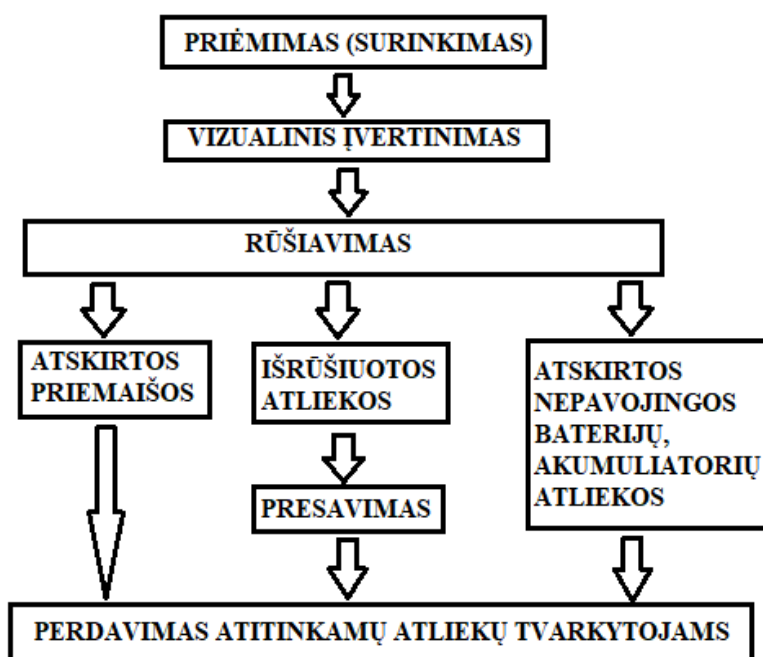 PRIĖMIMAS (SURINKIMAS)
VIZUALINIS ĮVERTINIMAS
RŪŠIAVIMAS
ATSKIRTOS
PRIEMAIŠOS
IŠRŪŠIUOTOS
ATLIEKOS
PRESAVIMAS
ATSKIRTOS
NEPAVOJINGOS
BATERIJŲ,
AKUMULIATORIŲ
ATLIEKOS
PERDAVIMAS ATITINKAMŲ ATLIEKŲ TVARKYTOJAMS